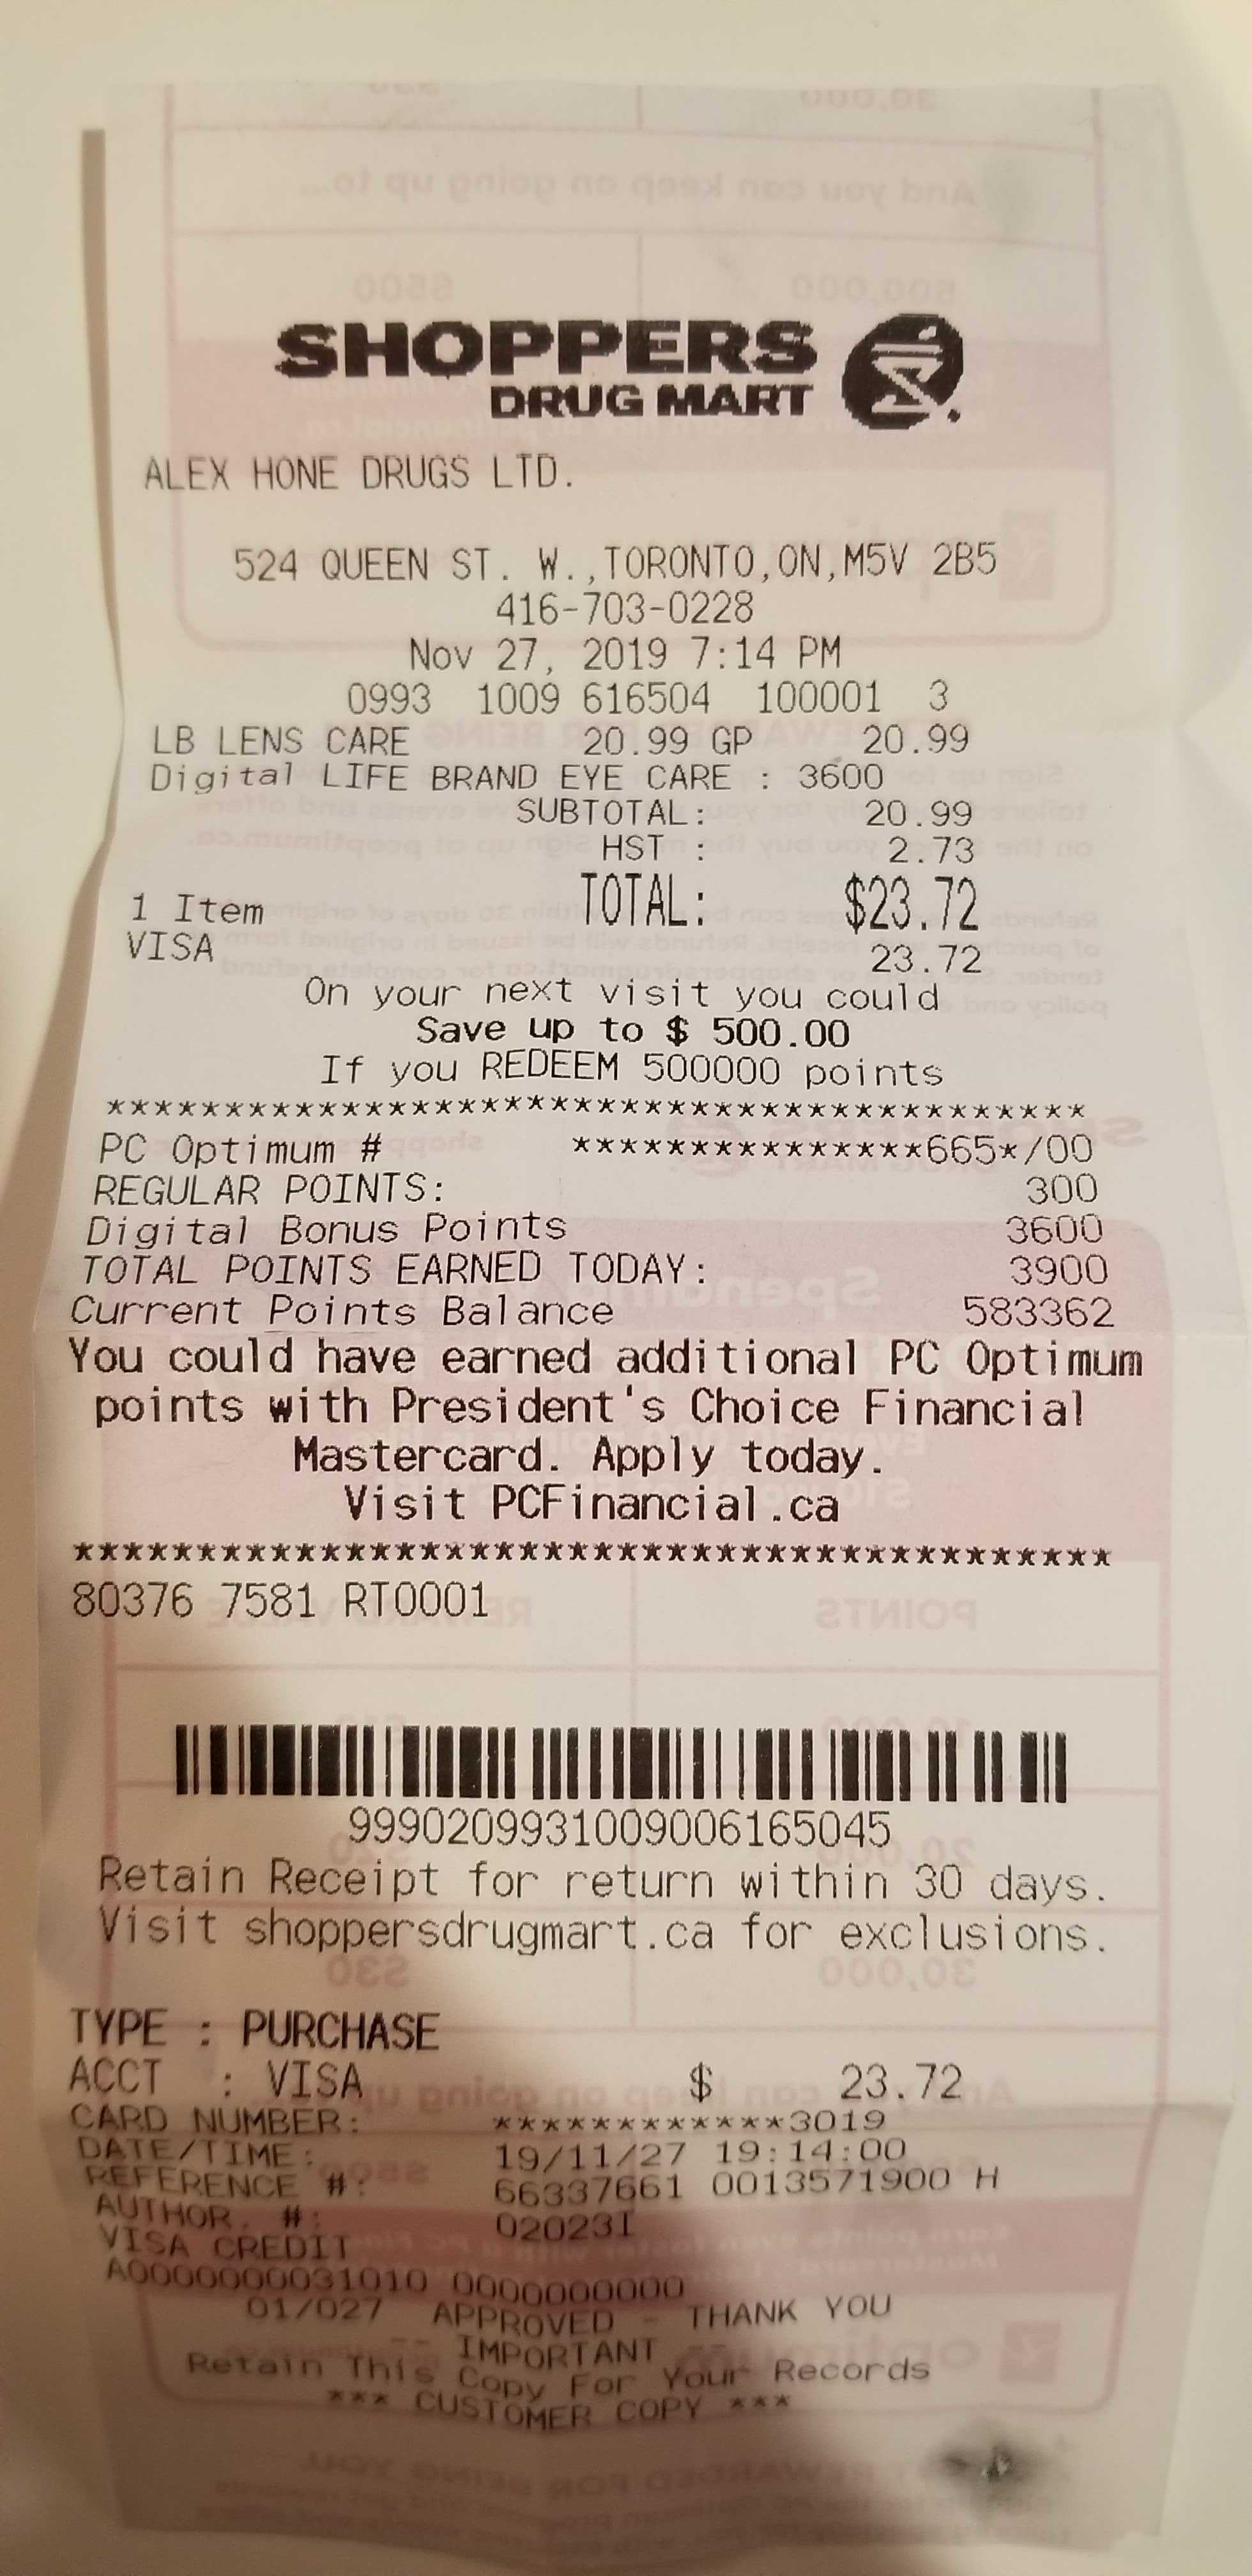 SHOPPERS
DRUG MART
ALEX HONE DRUGS LTD.
524 QUEEN ST. W.,TORONTO,ON,M5V 2B5
416-703-0228
Nov 27, 2019 7:14 PM
0993 1009 616504 100001 3
LB LENS CARE 20.99 GP 20.99
Digital LIFE BRAND EYE CARE : 3600
SUBTOTAL: 20.99
HST : 2.73
1 Item TOTAL: $23.72
VISA 23.72
On your next visit you could
Save up to $ 500.00
If you REDEEM 500000 points
******************************************
PC Optimum # ***************665*/00
REGULAR POINTS: 300
Digital Bonus Points 3600
TOTAL POINTS EARNED TODAY: 3900
Current Points Balance 583362
You could have earned additional PC Optimum
points with President's Choice Financial
Mastercard. Apply today.
Visit PCFinancial.ca
******************************************
80376 7581 RT0001
9990209931009006165045
Retain Receipt for return within 30 days.
Visit shoppersdrugmart.ca for exclusions.
TYPE : PURCHASE
ACCT : VISA $ 23.72
CARD NUMBER: ************3019
DATE/TIME: 19/11/27 19:14:00
REFERENCE #: 66337661 0013571900 H
AUTHOR. #: 02023I
VISA CREDIT
A0000000031010 0000000000
01/027 APPROVED - THANK YOU
-- IMPORTANT --
Retain This Copy For Your Records
*** CUSTOMER COPY ***